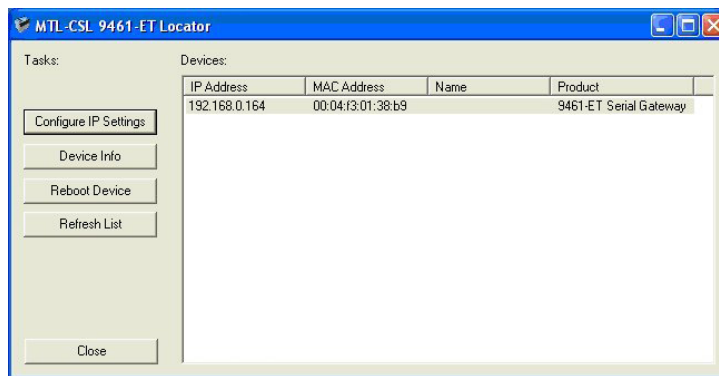 MTL-CSL 9461-ET Locator
Tasks:
Devices:
IP Address MAC Address Name Product
192.168.0.164 00:04:f3:01:38:b9 9461-ET Serial Gateway
Configure IP Settings
Device Info
Reboot Device
Refresh List
Close